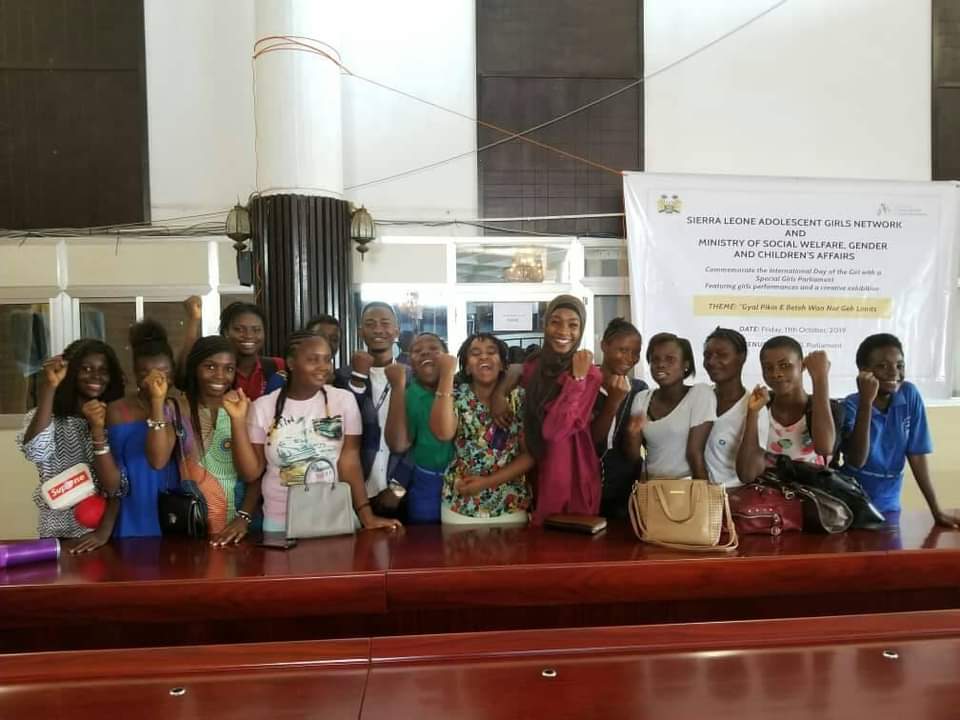 SIERRA LEONE ADOLESCENT GIRLS NETWORK
AND
MINISTRY OF SOCIAL WELFARE, GENDER
AND CHILDREN'S AFFAIRS
Commemorate the International Day of the Girl with a
Special Girls Parliament
Featuring girls performances and a creative exhibition
THEME: "Gyal Pikin E Beteh Wan Nor Geh Limits
DATE: Friday, 11th October, 2019
Parliament
Supreme